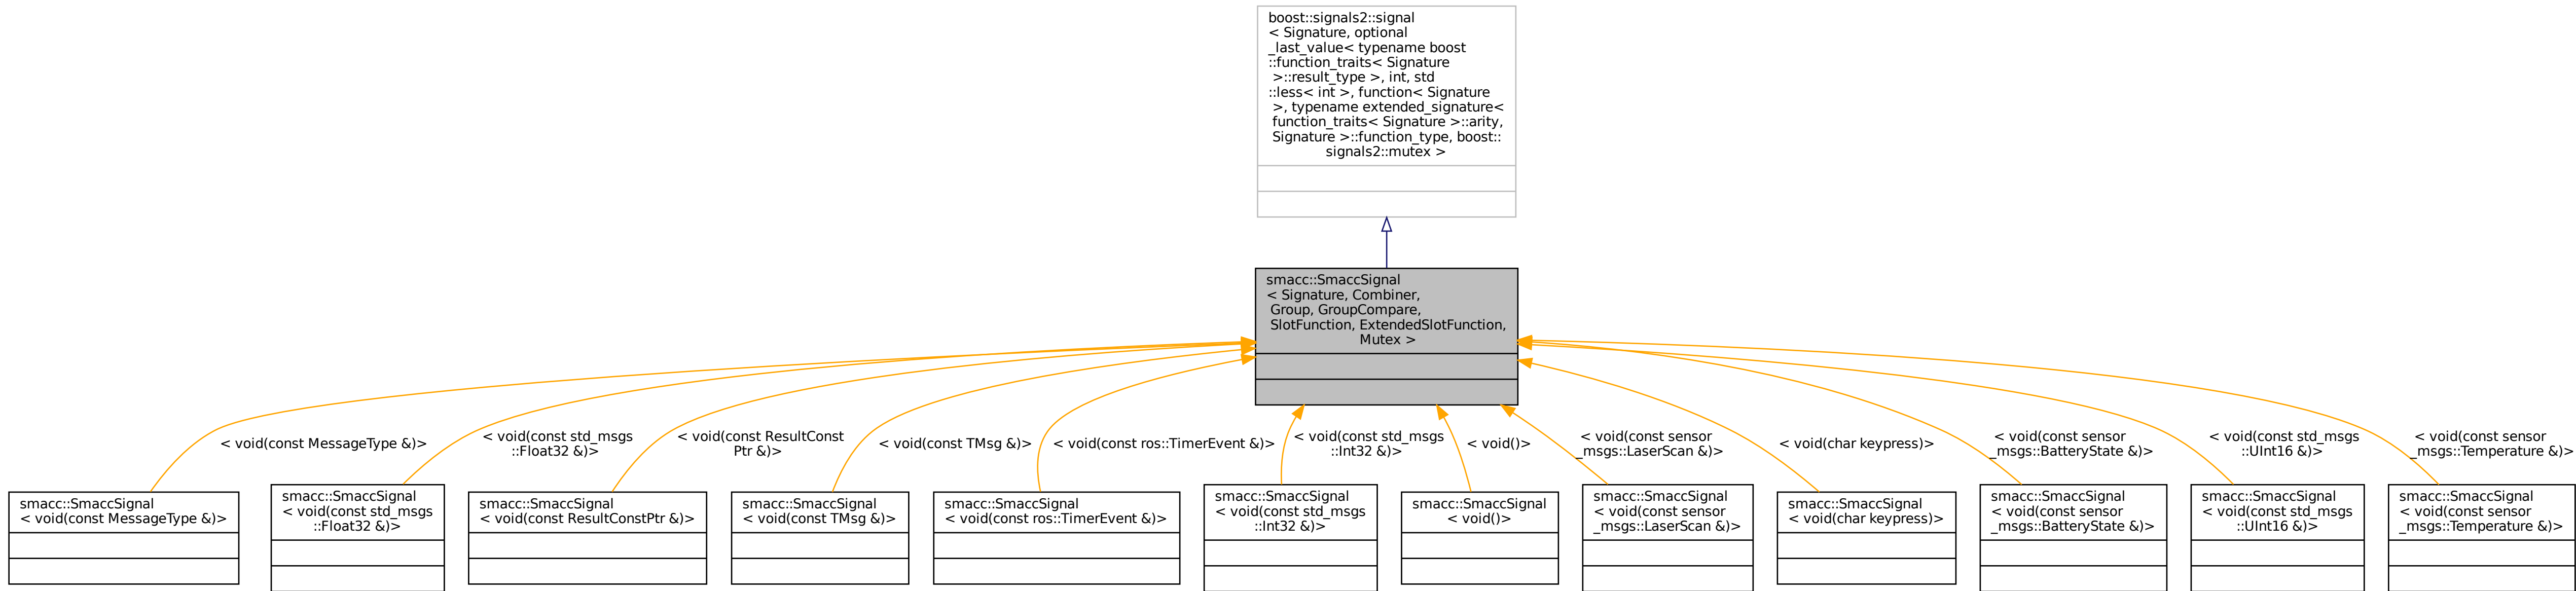 boost::signals2::signal
< Signature, optional
_last_value< typename boost
::function_traits< Signature
>::result_type >, int, std
::less< int >, function< Signature
>, typename extended_signature<
function_traits< Signature >::arity,
Signature >::function_type, boost::
signals2::mutex >
smacc::SmaccSignal
< Signature, Combiner,
Group, GroupCompare,
SlotFunction, ExtendedSlotFunction,
Mutex >
< void(const MessageType &)>
< void(const std_msgs
::Float32 &)>
< void(const ResultConst
Ptr &)>
< void(const TMsg &)>
< void(const ros::TimerEvent &)>
< void(const std_msgs
::Int32 &)>
< void()>
< void(const sensor
_msgs::LaserScan &)>
< void(char keypress)>
< void(const sensor
_msgs::BatteryState &)>
< void(const std_msgs
::UInt16 &)>
< void(const sensor
_msgs::Temperature &)>
smacc::SmaccSignal
< void(const MessageType &)>
smacc::SmaccSignal
< void(const std_msgs
::Float32 &)>
smacc::SmaccSignal
< void(const ResultConstPtr &)>
smacc::SmaccSignal
< void(const TMsg &)>
smacc::SmaccSignal
< void(const ros::TimerEvent &)>
smacc::SmaccSignal
< void(const std_msgs
::Int32 &)>
smacc::SmaccSignal
< void()>
smacc::SmaccSignal
< void(const sensor
_msgs::LaserScan &)>
smacc::SmaccSignal
< void(char keypress)>
smacc::SmaccSignal
< void(const sensor
_msgs::BatteryState &)>
smacc::SmaccSignal
< void(const std_msgs
::UInt16 &)>
smacc::SmaccSignal
< void(const sensor
_msgs::Temperature &)>